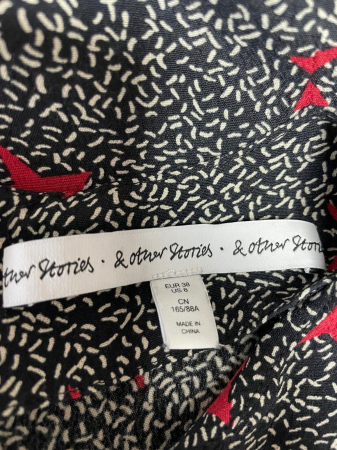 other Stories · & other Stories · & other Stories
EUR 38
US 8
CN
165/88A
MADE IN
CHINA